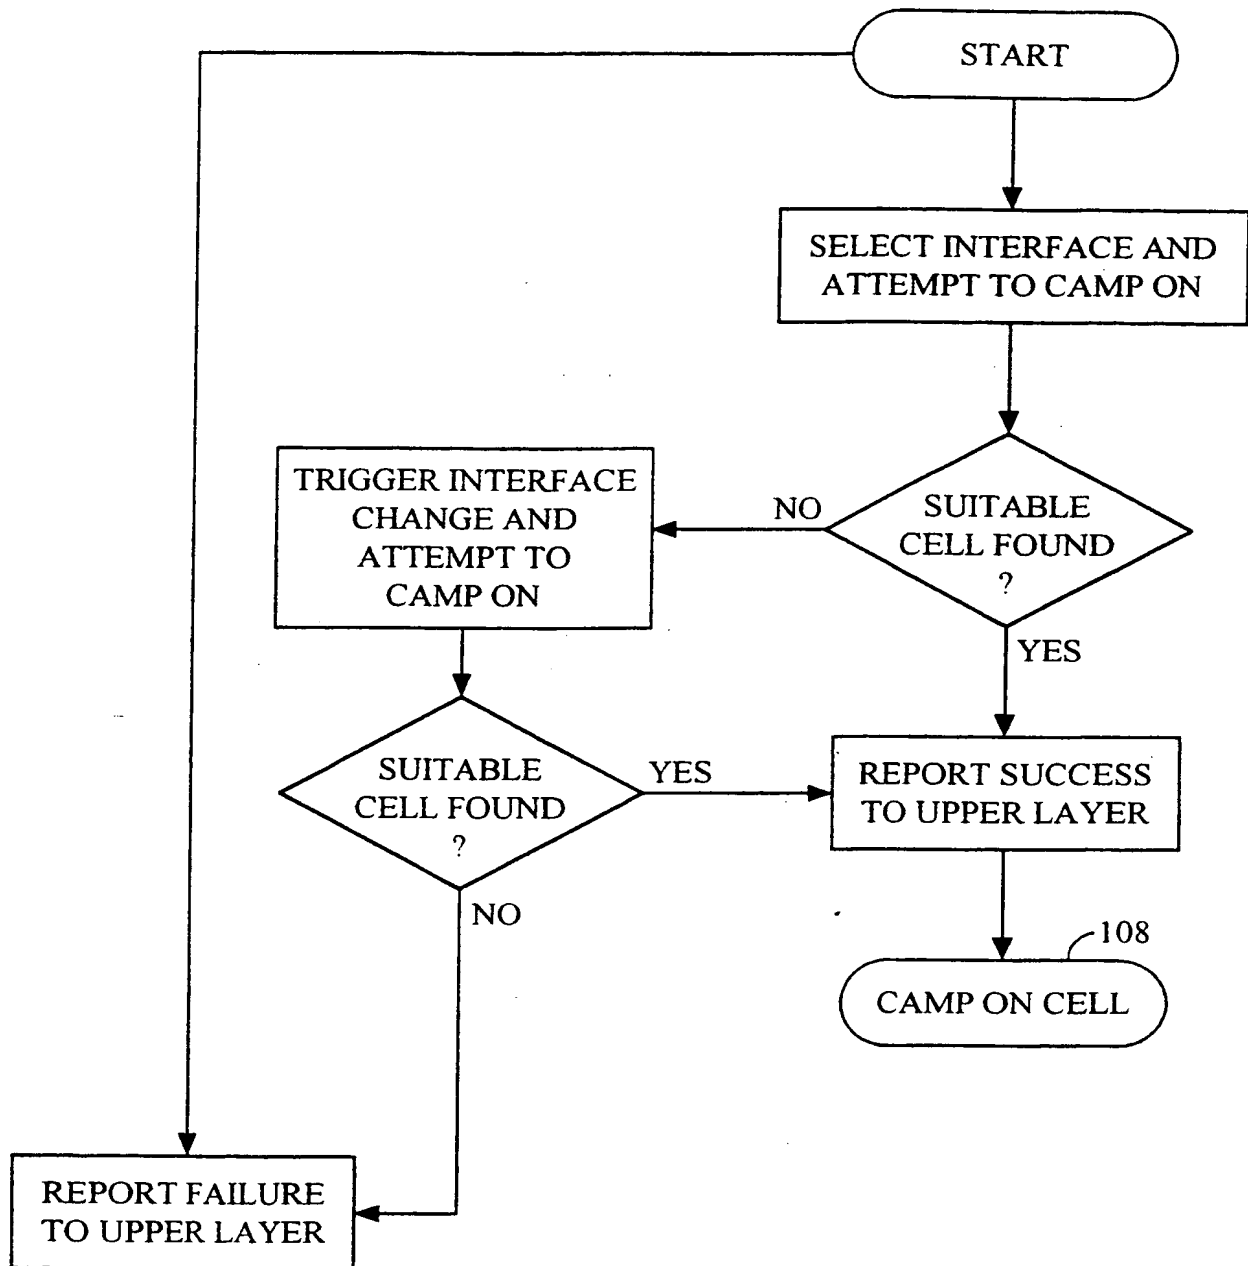 START
SELECT INTERFACE AND
ATTEMPT TO CAMP ON
TRIGGER INTERFACE
CHANGE AND
ATTEMPT TO
CAMP ON
NO
SUITABLE
CELL FOUND
?
YES
SUITABLE
CELL FOUND
?
YES
REPORT SUCCESS
TO UPPER LAYER
NO
108
CAMP ON CELL
REPORT FAILURE
TO UPPER LAYER